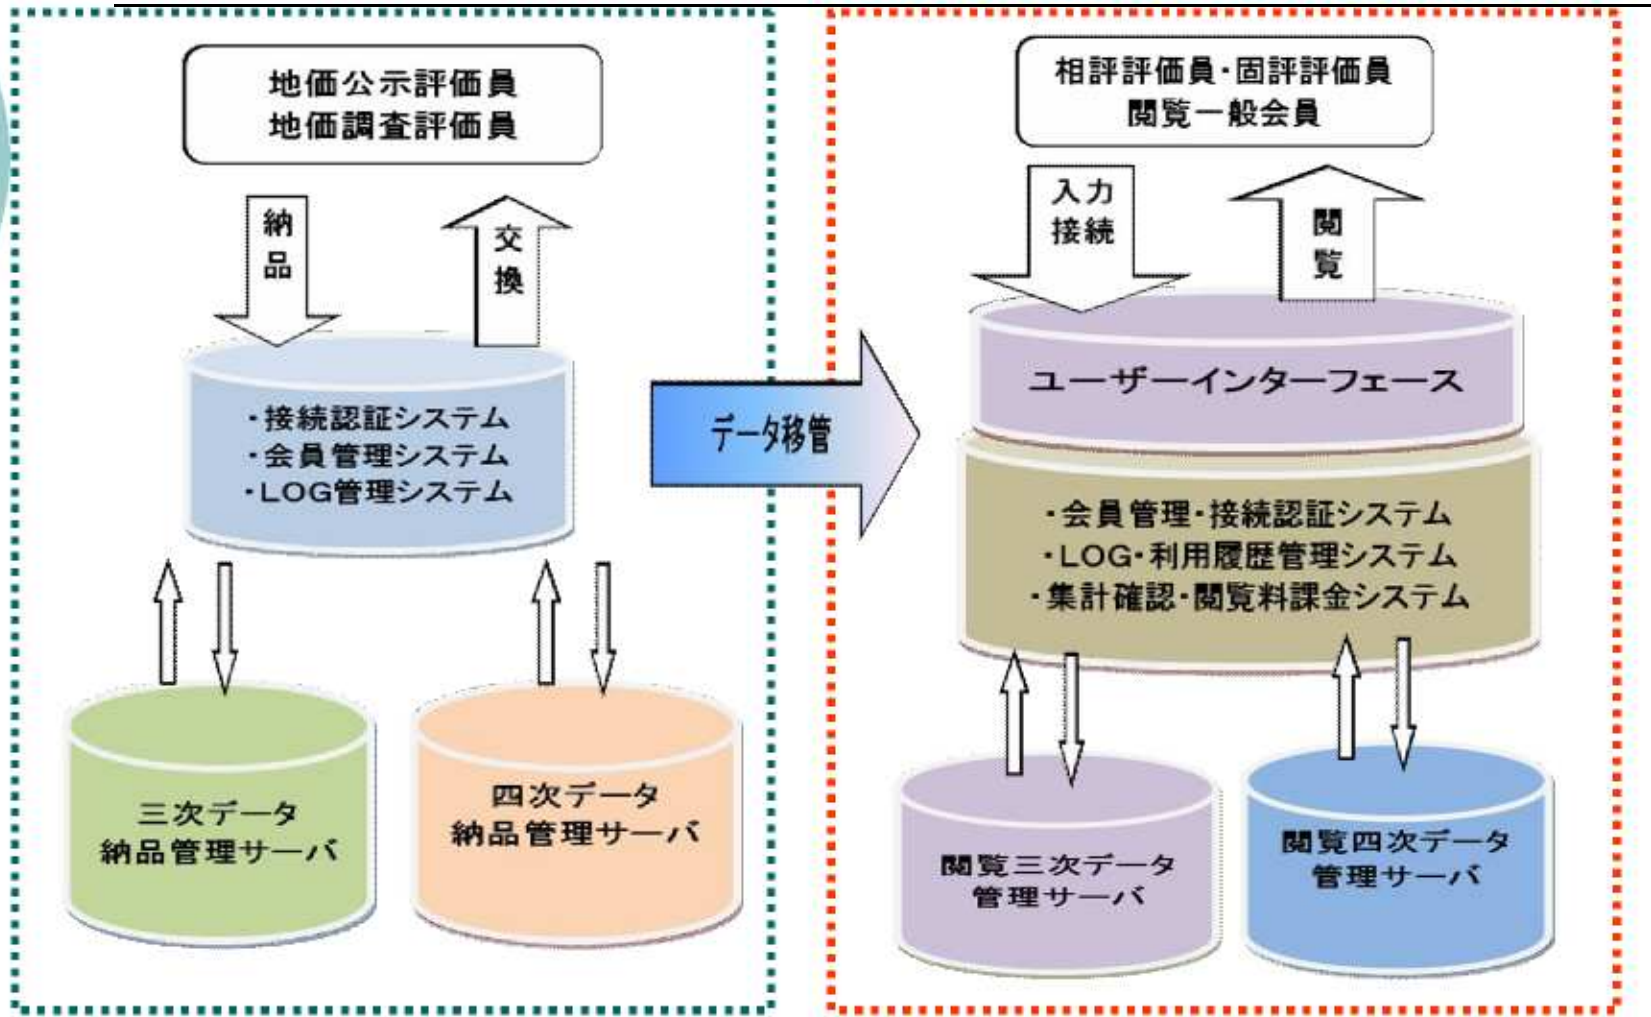 地価公示評価員
地価調査評価員
納
品
交
換
・接続認証システム
・会員管理システム
・LOG管理システム
三次データ
納品管理サーバ
四次データ
納品管理サーバ
データ移管
相評評価員・固評評価員
閲覧一般会員
入力
接続
閲
覧
ユーザーインターフェース
・会員管理・接続認証システム
・LOG・利用履歴管理システム
・集計確認・閲覧料課金システム
閲覧三次データ
管理サーバ
閲覧四次データ
管理サーバ